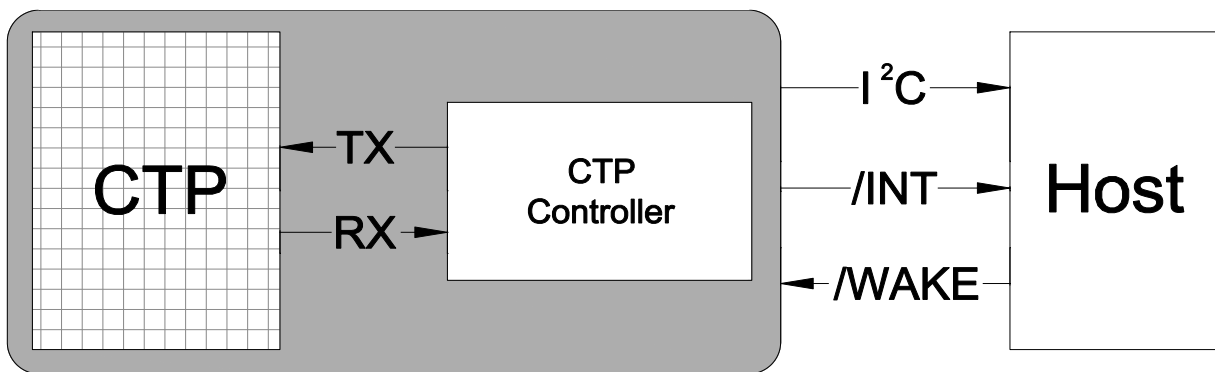 CTP
TX
RX
CTP
Controller
I²C
/INT
/WAKE
Host